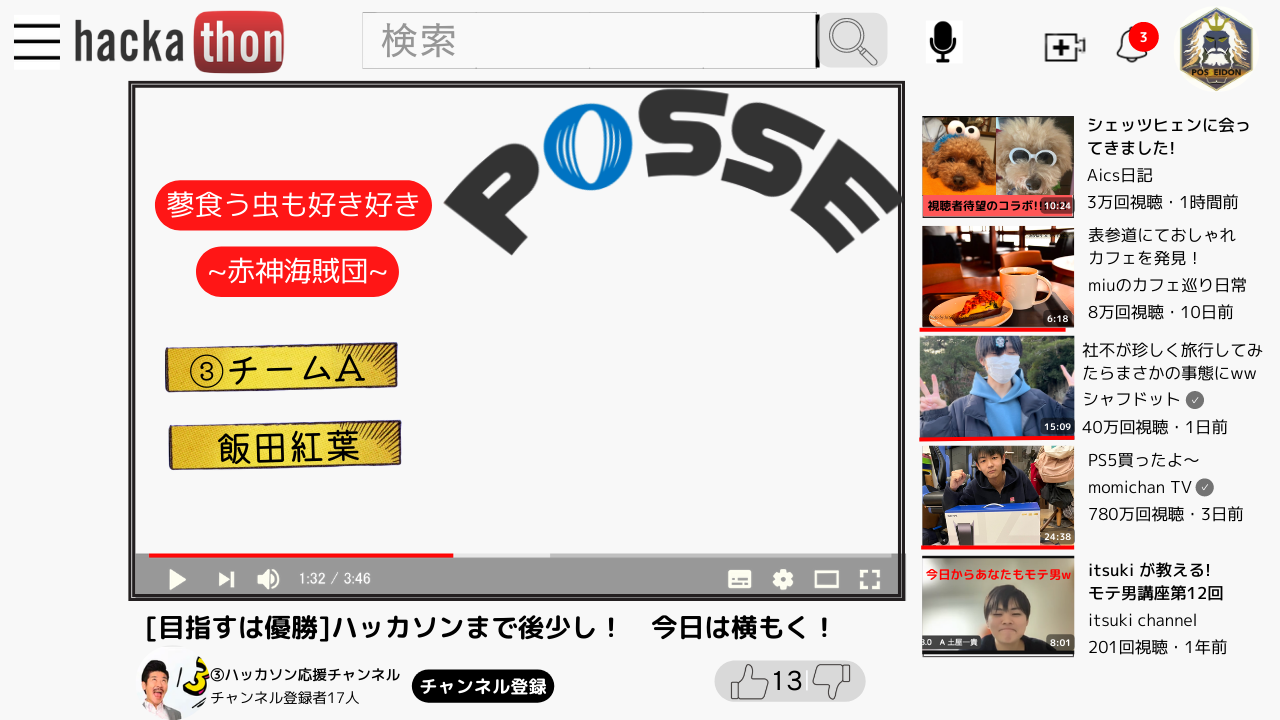 hacka thon
検索
3
POS EIDON
POSSE
蓼食う虫も好き好き
~赤神海賊団~
③チームA
飯田紅葉
1:32 / 3:46
[目指すは優勝]ハッカソンまで後少し！　今日は横もく！
③ハッカソン応援チャンネル
チャンネル登録者17人
チャンネル登録
13
視聴者待望のコラボ!!
10:24
シェッツヒェンに会っ
てきました!
Aics日記
3万回視聴・1時間前
6:18
表参道にておしゃれ
カフェを発見！
miuのカフェ巡り日常
8万回視聴・10日前
15:09
社不が珍しく旅行してみ
たらまさかの事態にww
シャフドット
40万回視聴・1日前
24:38
PS5買ったよ～
momichan TV
780万回視聴・3日前
今日からあなたもモテ男w
3.0 A 土屋一貴
8:01
itsuki が教える!
モテ男講座第12回
itsuki channel
201回視聴・1年前